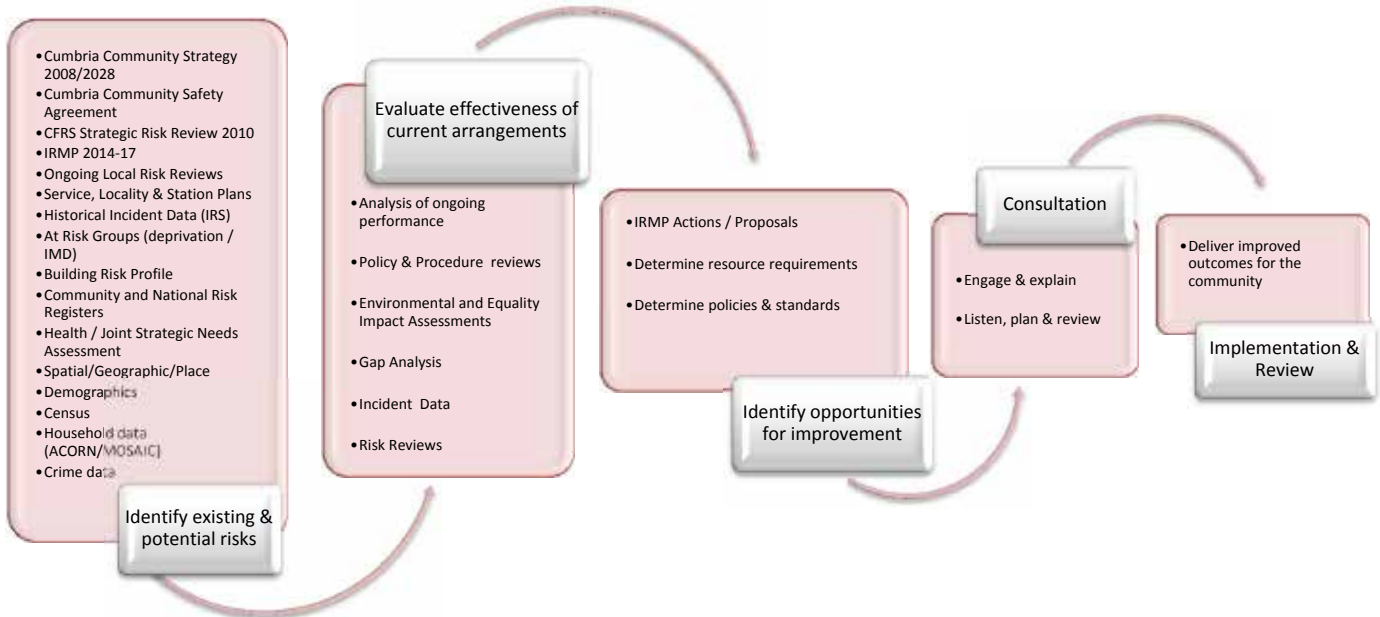 •Cumbria Community Strategy
2008/2028
•Cumbria Community Safety
Agreement
•CFRS Strategic Risk Review 2010
•IRMP 2014-17
•Ongoing Local Risk Reviews
•Service, Locality & Station Plans
•Historical Incident Data (IRS)
•At Risk Groups (deprivation /
IMD)
•Building Risk Profile
•Community and National Risk
Registers
•Health / Joint Strategic Needs
Assessment
•Spatial/Geographic/Place
•Demographics
•Census
•Household data
(ACORN/MOSAIC)
•Crime data
Identify existing &
potential risks
Evaluate effectiveness of
current arrangements
•Analysis of ongoing
performance
•Policy & Procedure reviews
•Environmental and Equality
Impact Assessments
•Gap Analysis
•Incident Data
•Risk Reviews
•IRMP Actions / Proposals
•Determine resource requirements
•Determine policies & standards
Identify opportunities
for improvement
Consultation
•Engage & explain
•Listen, plan & review
•Deliver improved
outcomes for the
community
Implementation &
Review